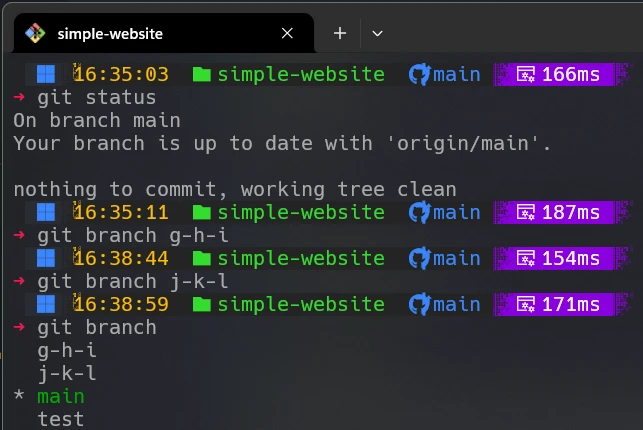 simple-website
16:35:03 simple-website main 166ms
→ git status
On branch main
Your branch is up to date with 'origin/main'.
nothing to commit, working tree clean
16:35:11 simple-website main 187ms
→ git branch g-h-i
16:38:44 simple-website main 154ms
→ git branch j-k-l
16:38:59 simple-website main 171ms
→ git branch
g-h-i
j-k-l
* main
test